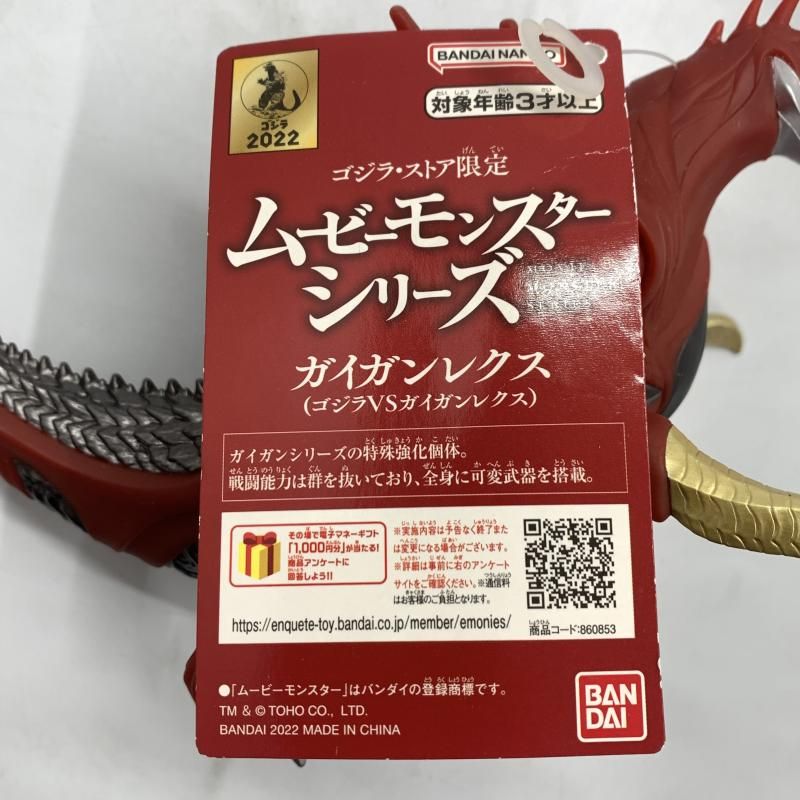 BANDAI NAMCO
対象年齢3才以上
ゴジラ
2022
ゴジラ・ストア限定
ムービーモンスター
シリーズ
ガイガンレクス
(ゴジラVSガイガンレクス)
ガイガンシリーズの特殊強化個体。
戦闘能力は群を抜いており、全身に可変武器を搭載。
その場で電子マネーギフト
「1,000円分」が当たる!
商品アンケートに
回答しよう!!
※実施内容は予告なく終了また
は変更になる場合がございます。
※詳細は事前に右のアンケート
サイトをご確認ください。※通信料
はお客様のご負担となります。
https://enquete-toy.bandai.co.jp/member/emonies/
商品コード:860853
●「ムービーモンスター」はバンダイの登録商標です。
TM & © TOHO CO., LTD.
BANDAI 2022 MADE IN CHINA
BAN
DAI